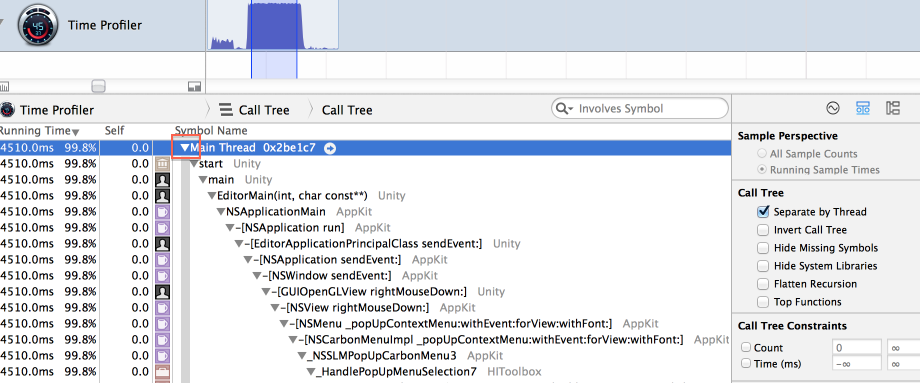 45
Time Profiler
Time Profiler Call Tree Call Tree Involves Symbol
Running Time Self Symbol Name
4510.0ms 99.8% 0.0 Main Thread 0x2be1c7
4510.0ms 99.8% 0.0 start Unity
4510.0ms 99.8% 0.0 main Unity
4510.0ms 99.8% 0.0 EditorMain(int, char const**) Unity
4510.0ms 99.8% 0.0 NSApplicationMain AppKit
4510.0ms 99.8% 0.0 -[NSApplication run] AppKit
4510.0ms 99.8% 0.0 -[EditorApplicationPrincipalClass sendEvent:] Unity
4510.0ms 99.8% 0.0 -[NSApplication sendEvent:] AppKit
4510.0ms 99.8% 0.0 -[NSWindow sendEvent:] AppKit
4510.0ms 99.8% 0.0 -[GUIOpenGLView rightMouseDown:] Unity
4510.0ms 99.8% 0.0 -[NSView rightMouseDown:] AppKit
4510.0ms 99.8% 0.0 -[NSMenu _popUpContextMenu:withEvent:forView:withFont:] AppKit
4510.0ms 99.8% 0.0 -[NSCarbonMenuImpl _popUpContextMenu:withEvent:forView:withFont:] AppKit
4510.0ms 99.8% 0.0 _NSSLMPopUpCarbonMenu3 AppKit
4510.0ms 99.8% 0.0 _HandlePopUpMenuSelection7 HIToolbox
Sample Perspective
All Sample Counts
Running Sample Times
Call Tree
Separate by Thread
Invert Call Tree
Hide Missing Symbols
Hide System Libraries
Flatten Recursion
Top Functions
Call Tree Constraints
Count 0 ∞
Time (ms) -∞ ∞